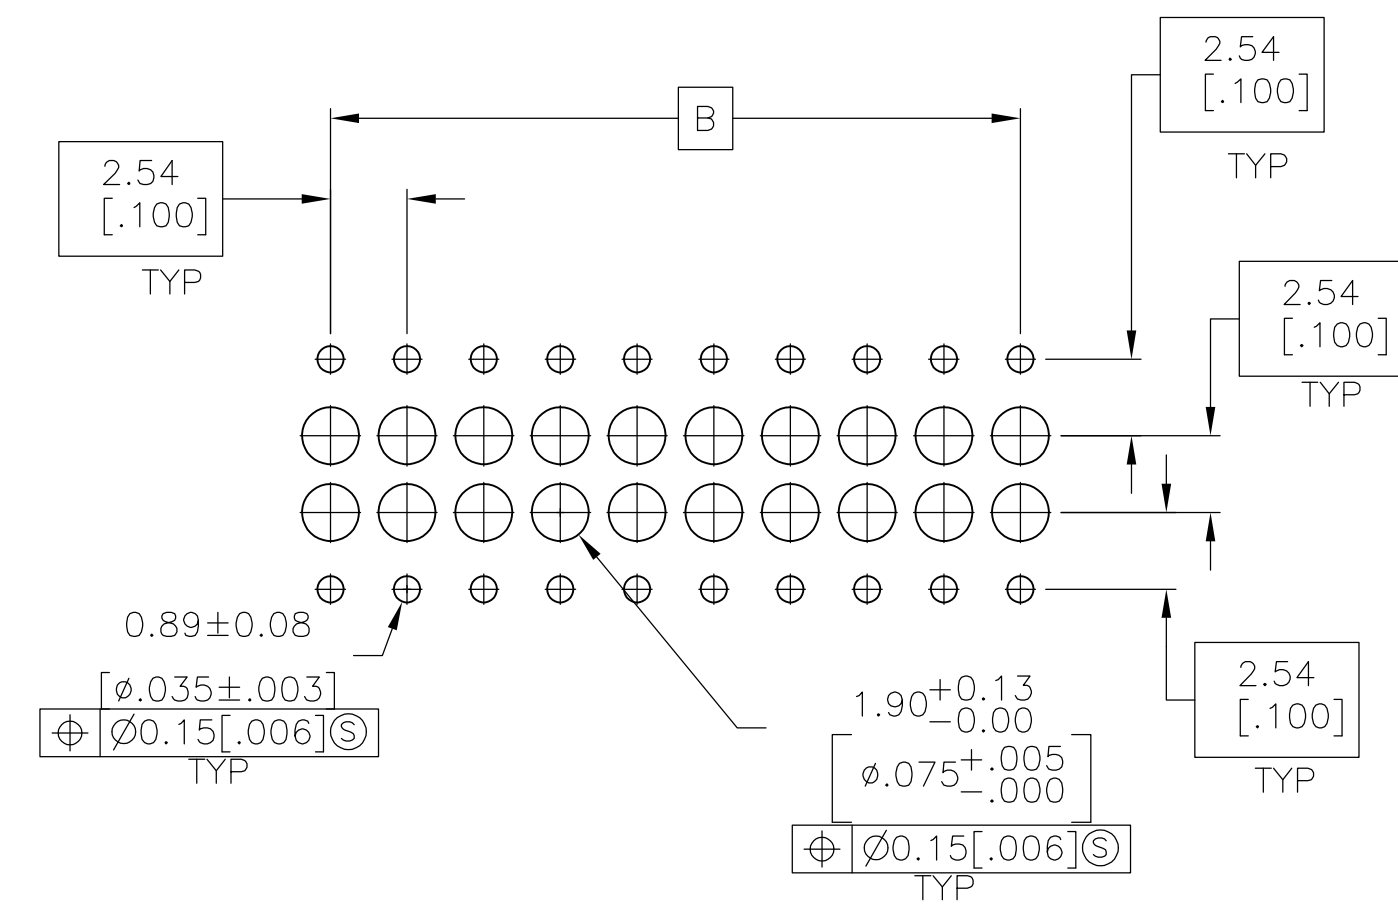 2.54
[.100]
TYP
B
2.54
[.100]
TYP
2.54
[.100]
TYP
0.89±0.08
[ø.035±.003]
⌖ Ø0.15[.006]Ⓢ
TYP
1.90 +0.13
-0.00
[ø.075 +.005
-.000]
⌖ Ø0.15[.006]Ⓢ
TYP
2.54
[.100]
TYP